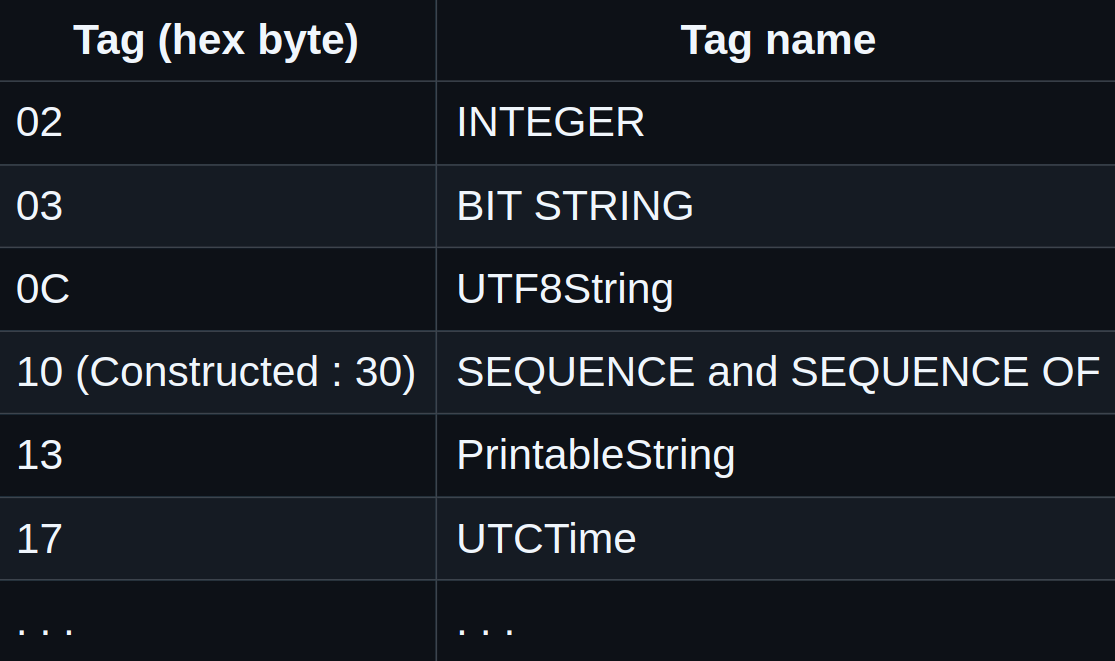 Tag (hex byte) Tag name
02 INTEGER
03 BIT STRING
0C UTF8String
10 (Constructed : 30) SEQUENCE and SEQUENCE OF
13 PrintableString
17 UTCTime
. . . . . .